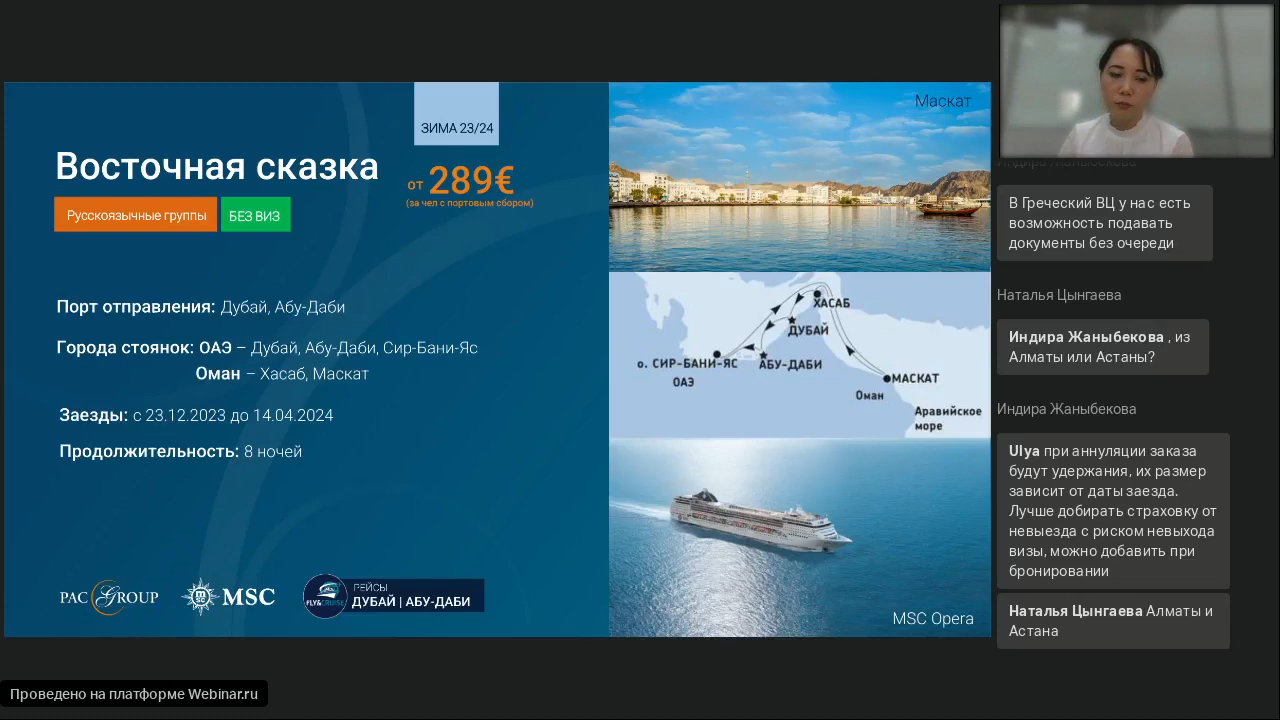 ЗИМА 23/24
Восточная сказка
от 289€
(за чел с портовым сбором)
Русскоязычные группы
БЕЗ ВИЗ
Порт отправления: Дубай, Абу-Даби
Города стоянок: ОАЭ – Дубай, Абу-Даби, Сир-Бани-Яс
Оман – Хасаб, Маскат
Заезды: с 23.12.2023 до 14.04.2024
Продолжительность: 8 ночей
PAC GROUP
MSC
MSC
FLY&CRUISE
РЕЙСЫ
ДУБАЙ | АБУ-ДАБИ
Маскат
ХАСАБ
ДУБАЙ
о. СИР-БАНИ-ЯС
ОАЭ
АБУ-ДАБИ
МАСКАТ
Оман
Аравийское
море
MSC Opera
Индира Жаныбекова
В Греческий ВЦ у нас есть
возможность подавать
документы без очереди
Наталья Цынгаева
Индира Жаныбекова , из
Алматы или Астаны?
Индира Жаныбекова
Ulya при аннуляции заказа
будут удержания, их размер
зависит от даты заезда.
Лучше добирать страховку от
невыезда с риском невыхода
визы, можно добавить при
бронировании
Наталья Цынгаева Алматы и
Астана
Проведено на платформе Webinar.ru